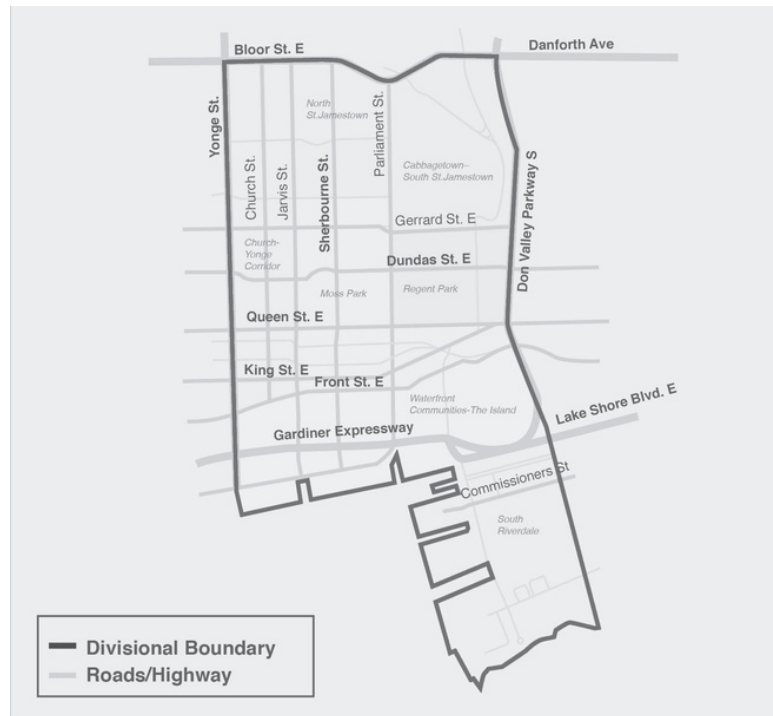 Bloor St. E
Danforth Ave
Yonge St.
Church St.
Jarvis St.
Sherbourne St.
Parliament St.
North
St.Jamestown
Cabbagetown–
South St.Jamestown
Don Valley Parkway S
Gerrard St. E
Church-
Yonge
Corridor
Dundas St. E
Moss Park
Regent Park
Queen St. E
King St. E
Front St. E
Waterfront
Communities-The Island
Lake Shore Blvd. E
Gardiner Expressway
Commissioners St
South
Riverdale
Divisional Boundary
Roads/Highway